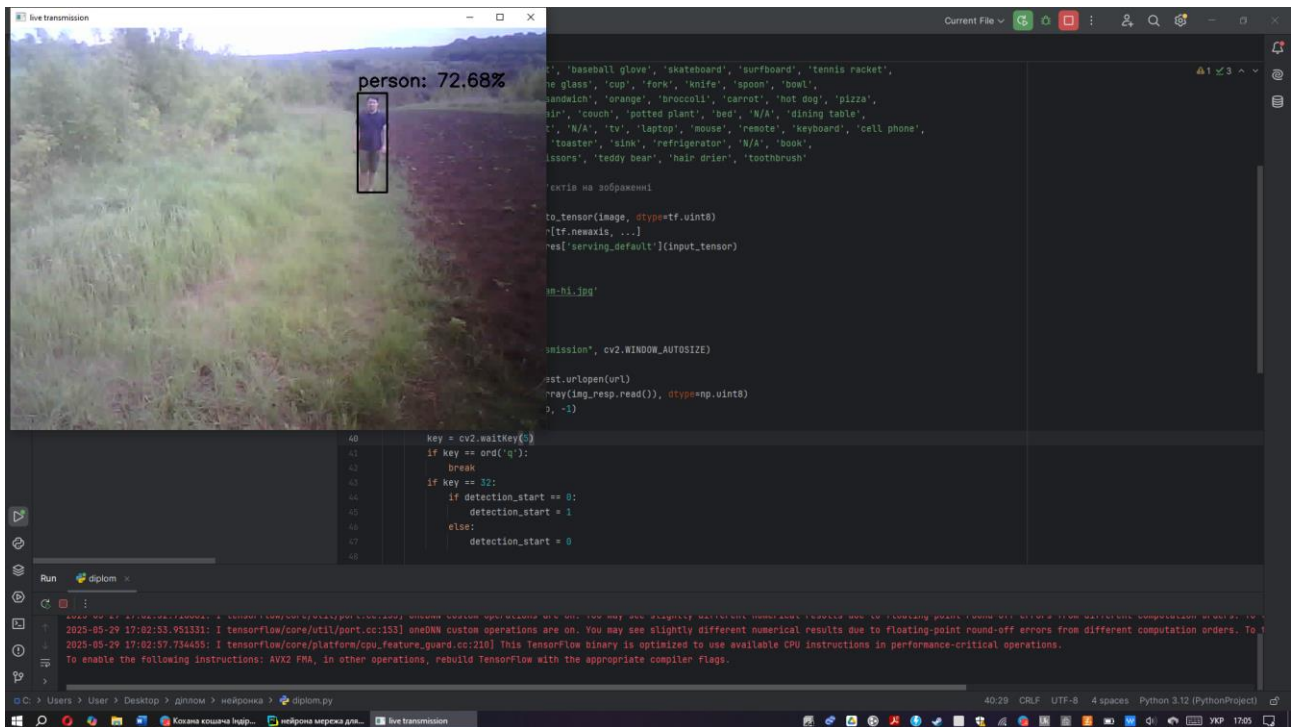 live transmission
Current File
person: 72.68%
', 'baseball glove', 'skateboard', 'surfboard', 'tennis racket',
1 3
ne glass', 'cup', 'fork', 'knife', 'spoon', 'bowl',
sandwich', 'orange', 'broccoli', 'carrot', 'hot dog', 'pizza',
air', 'couch', 'potted plant', 'bed', 'N/A', 'dining table',
t', 'N/A', 'tv', 'laptop', 'mouse', 'remote', 'keyboard', 'cell phone',
'toaster', 'sink', 'refrigerator', 'N/A', 'book',
issors', 'teddy bear', 'hair drier', 'toothbrush'
'єктів на зображенні
to_tensor(image, dtype=tf.uint8)
r[tf.newaxis, ...]
res['serving_default'](input_tensor)
am-hi.jpg'
smission", cv2.WINDOW_AUTOSIZE)
est.urlopen(url)
rray(img_resp.read()), dtype=np.uint8)
p, -1)
40 key = cv2.waitKey(5)
41 if key == ord('q'):
42 break
43 if key == 32:
44 if detection_start == 0:
45 detection_start = 1
46 else:
47 detection_start = 0
48
Run diplom
2025-05-29 17:02:53.951331: I tensorflow/core/util/port.cc:153] oneDNN custom operations are on. You may see slightly different numerical results due to floating-point round-off errors from different computation orders. To
2025-05-29 17:02:57.734455: I tensorflow/core/platform/cpu_feature_guard.cc:210] This TensorFlow binary is optimized to use available CPU instructions in performance-critical operations.
To enable the following instructions: AVX2 FMA, in other operations, rebuild TensorFlow with the appropriate compiler flags.
C: > Users > User > Desktop > діплом > нейронка > diplom.py
40:29 CRLF UTF-8 4 spaces Python 3.12 (PythonProject)
Кохана кошача Індір... нейрона мережа для... live transmission
УКР 17:05